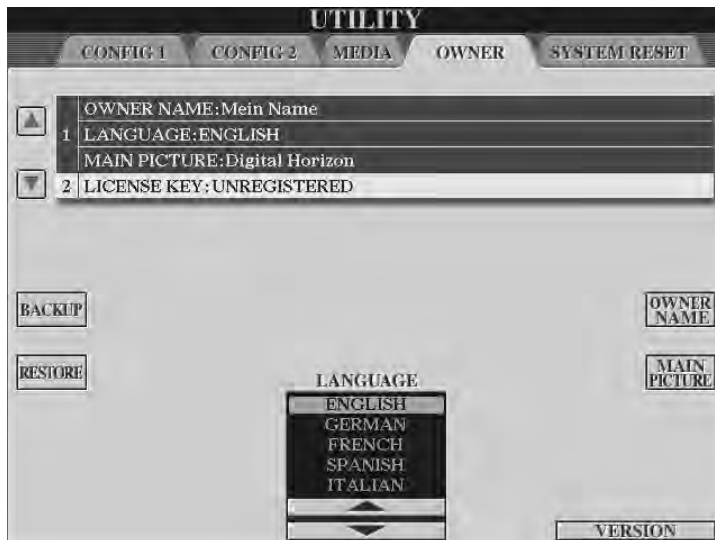 UTILITY
CONFIG 1 CONFIG 2 MEDIA OWNER SYSTEM RESET
OWNER NAME:Mein Name
1 LANGUAGE:ENGLISH
MAIN PICTURE:Digital Horizon
2 LICENSE KEY:UNREGISTERED
BACKUP
OWNER
NAME
RESTORE
MAIN
PICTURE
LANGUAGE
ENGLISH
GERMAN
FRENCH
SPANISH
ITALIAN
VERSION